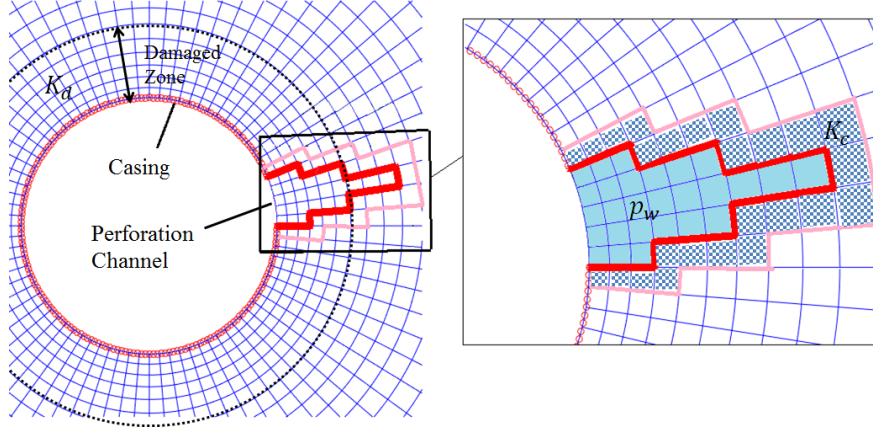 Damaged
Zone
K_d
Casing
Perforation
Channel
K_c
p_w